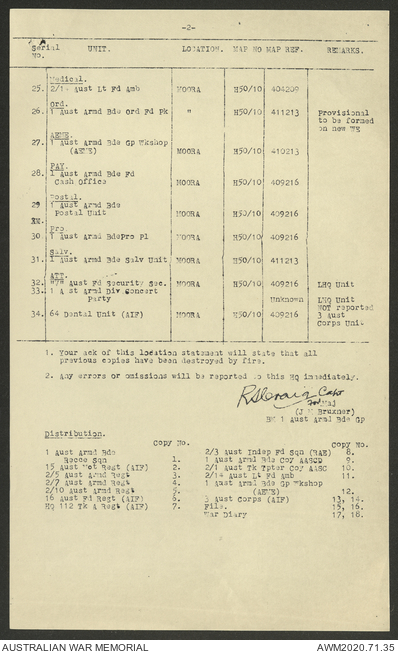 -2-
Serial UNIT. LOCATION. MAP NO MAP REF. REMARKS.
No.
Medical.
25. 2/1 Aust Lt Fd Amb MOORA H50/10 404209
Ord.
26. 1 Aust Armd Bde Ord Fd Pk " H50/10 411213 Provisional
to be formed
on new WE
AEME.
27. 1 Aust Armd Bde Gp Wkshop
(AEME) MOORA H50/10 410213
PAY.
28. 1 Aust Armd Bde Fd
Cash Office MOORA H50/10 409216
Postal.
29 1 Aust Armd Bde
Postal Unit MOORA H50/10 409216
Pro.
30 1 Aust Armd BdePro Pl MOORA H50/10 409216
Salv.
31. 1 Aust Armd Bde Salv Unit MOORA H50/10 411213
ATT.
32. Aust Fd Security Sec. MOORA H50/10 409216 LHQ Unit
33. 1 Aust Armd Div Concert
Party Unknown LHQ Unit
NOT reported
34. 64 Dental Unit (AIF) MOORA H50/10 409216 3 Aust
Corps Unit
1. Your ack of this location statement will state that all
previous copies have been destroyed by fire.
2. Any errors or omissions will be reported to this HQ immediately.
Capt
for Maj
(J M Bruxner)
BM 1 Aust Armd Bde Gp
Distribution.
Copy No. Copy No.
1 Aust Armd Bde
Recce Sqn 1.
15 Aust Mot Regt (AIF) 2.
2/5 Aust Armd Regt 3.
2/7 Aust Armd Regt 4.
2/10 Aust Armd Regt 5.
16 Aust Fd Regt (AIF) 6.
HQ 112 Tk A Regt (AIF) 7.
2/3 Aust Indep Fd Sqn (RAE) 8.
1 Aust Armd Bde Coy AASC 9.
2/1 Aust Tk Tptr Coy AASC 10.
2/14 Aust Lt Fd Amb 11.
1 Aust Armd Bde Gp Wkshop
(AEME) 12.
3 Aust Corps (AIF) 13, 14.
File. 15, 16.
War Diary 17, 18.
AUSTRALIAN WAR MEMORIAL AWM2020.71.35